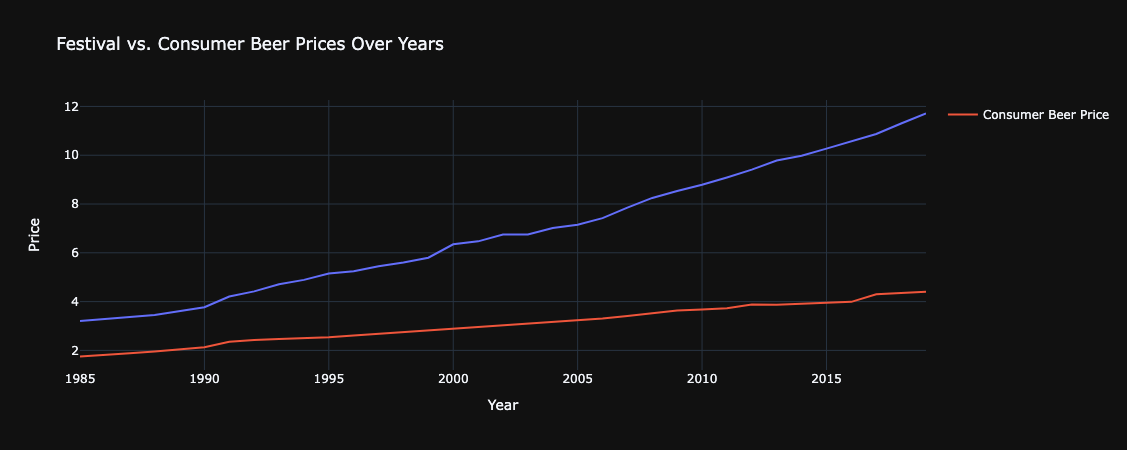 Festival vs. Consumer Beer Prices Over Years
12
10
8
6
4
2
Price
1985 1990 1995 2000 2005 2010 2015
Year
Consumer Beer Price